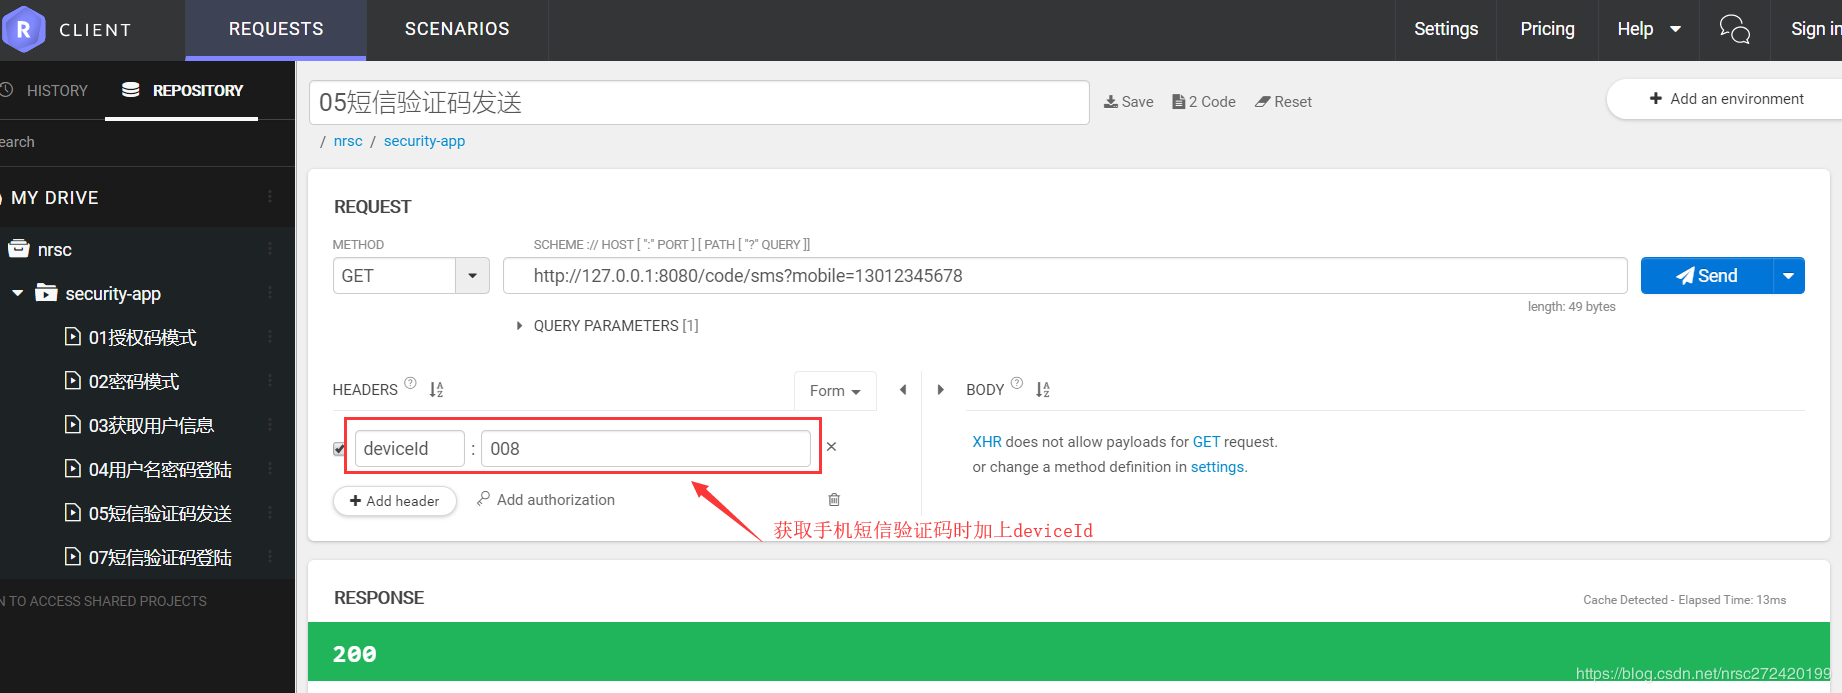 R CLIENT
REQUESTS
SCENARIOS
Settings
Pricing
Help
Sign in
HISTORY
REPOSITORY
earch
MY DRIVE
nrsc
security-app
01授权码模式
02密码模式
03获取用户信息
04用户名密码登陆
05短信验证码发送
07短信验证码登陆
N TO ACCESS SHARED PROJECTS
05短信验证码发送
Save
2 Code
Reset
Add an environment
/ nrsc / security-app
REQUEST
METHOD
SCHEME :// HOST [ ":" PORT ] [ PATH [ "?" QUERY ]]
GET
http://127.0.0.1:8080/code/sms?mobile=13012345678
Send
length: 49 bytes
QUERY PARAMETERS [1]
HEADERS
Form
BODY
deviceId : 008
XHR does not allow payloads for GET request.
or change a method definition in settings.
Add header
Add authorization
获取手机短信验证码时加上deviceId
RESPONSE
Cache Detected - Elapsed Time: 13ms
200
https://blog.csdn.net/nrsc272420199